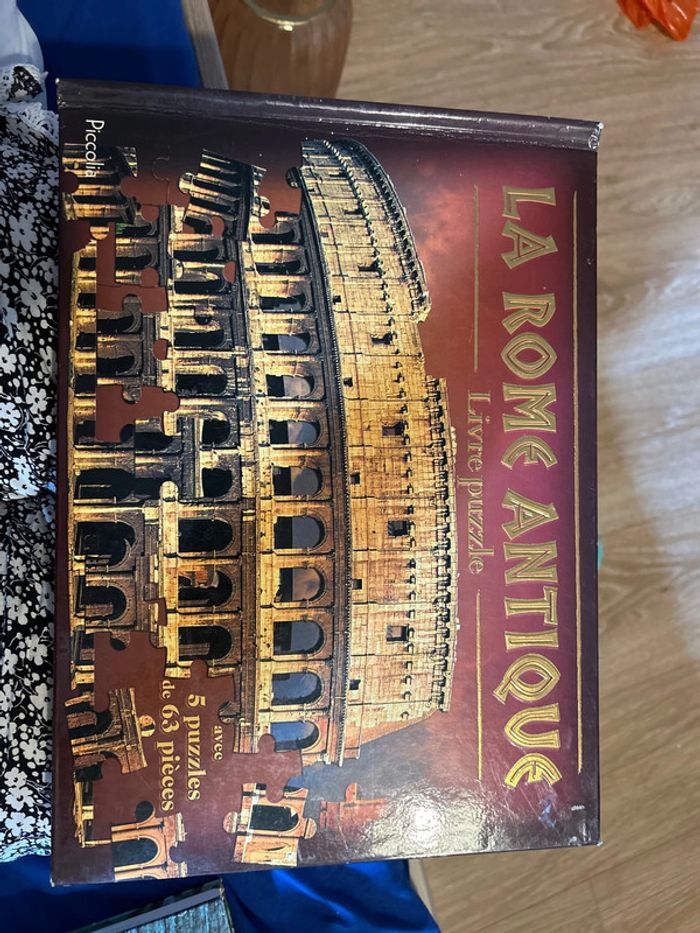 LA ROME ANTIQUE
Livre puzzle
avec
5 puzzles
de 63 pièces
Piccolia